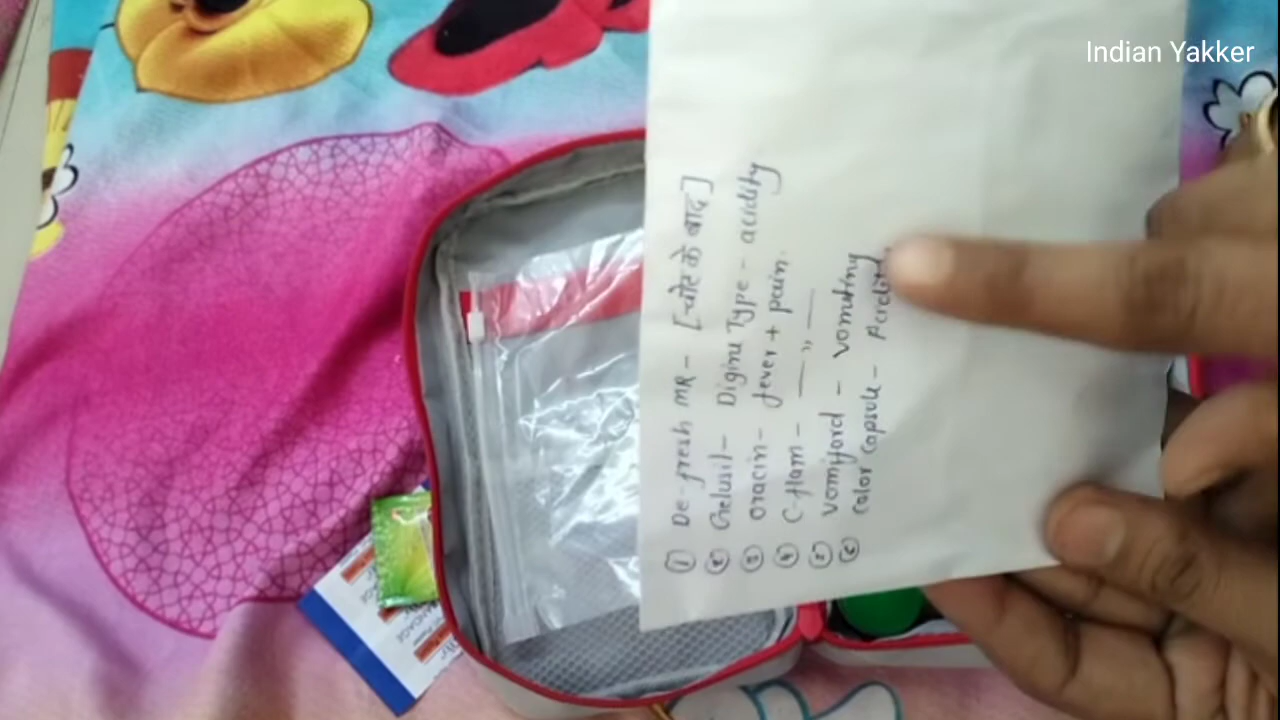 Indian Yakker
① De-fresh MR - [चोट के बाद]
② Gelusil - Digine Type - acidity
③ oracin - fever + pain.
④ C-flam - — " —
⑤ vomiford - vomiting
⑥ color capsule - Acidity